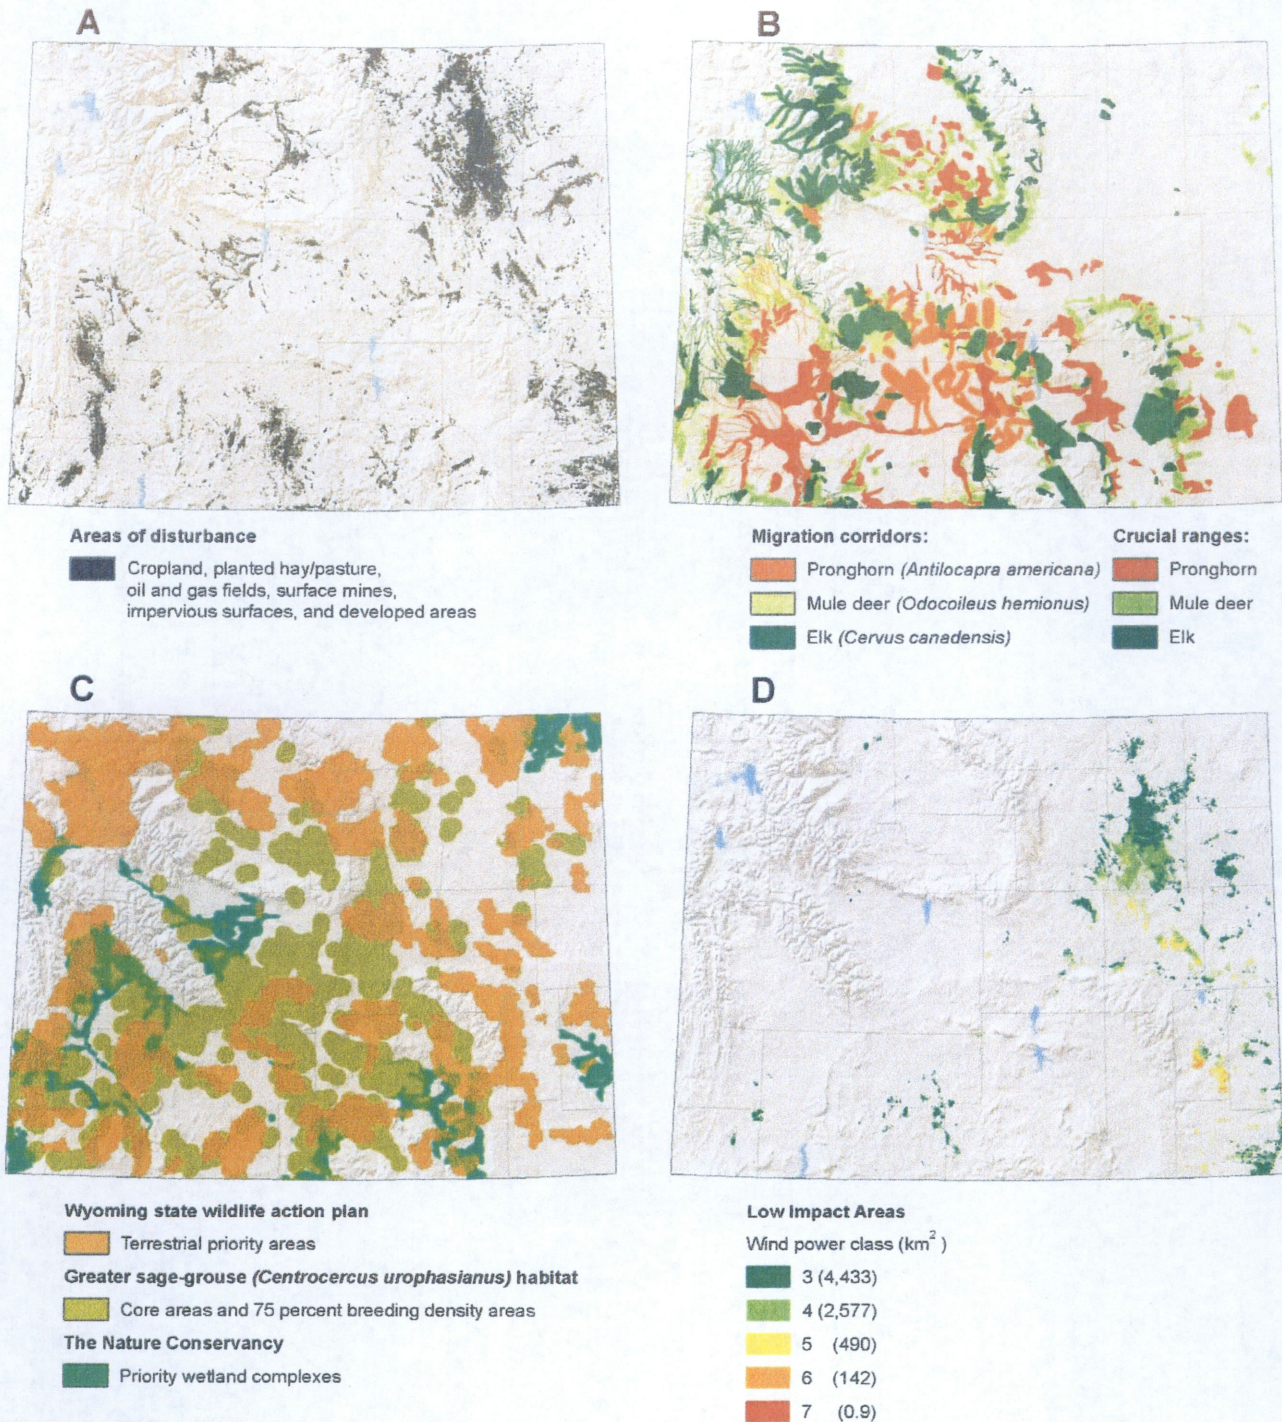 A
B
Areas of disturbance
Cropland, planted hay/pasture,
oil and gas fields, surface mines,
impervious surfaces, and developed areas
Migration corridors:
Pronghorn (Antilocapra americana)
Mule deer (Odocoileus hemionus)
Elk (Cervus canadensis)
Crucial ranges:
Pronghorn
Mule deer
Elk
C
D
Wyoming state wildlife action plan
Terrestrial priority areas
Greater sage-grouse (Centrocercus urophasianus) habitat
Core areas and 75 percent breeding density areas
The Nature Conservancy
Priority wetland complexes
Low Impact Areas
Wind power class (km²)
3 (4,433)
4 (2,577)
5 (490)
6 (142)
7 (0.9)